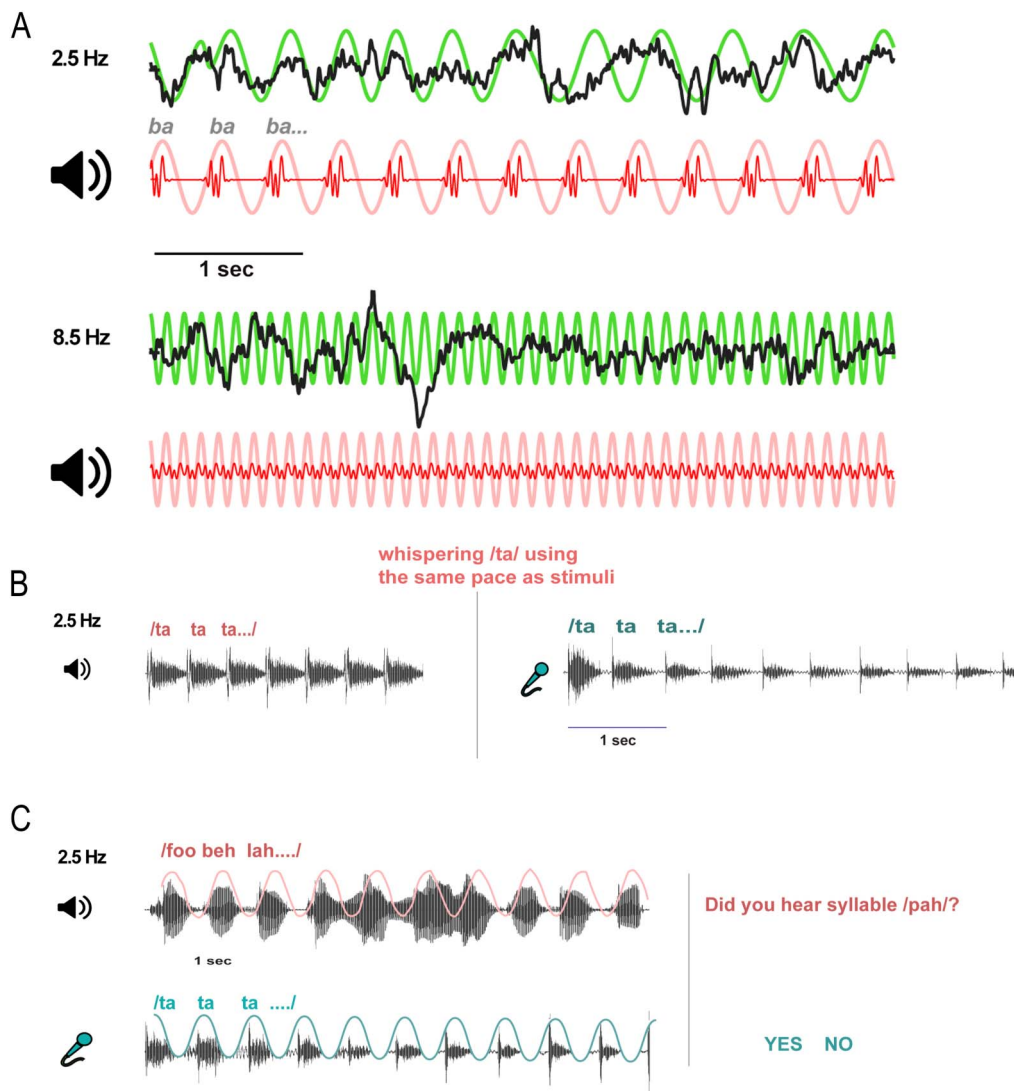 A
2.5 Hz
ba ba ba...
1 sec
8.5 Hz
whispering /ta/ using
the same pace as stimuli
B
2.5 Hz
/ta ta ta.../
/ta ta ta.../
1 sec
C
2.5 Hz
/foo beh lah..../
Did you hear syllable /pah/?
1 sec
/ta ta ta ..../
YES NO